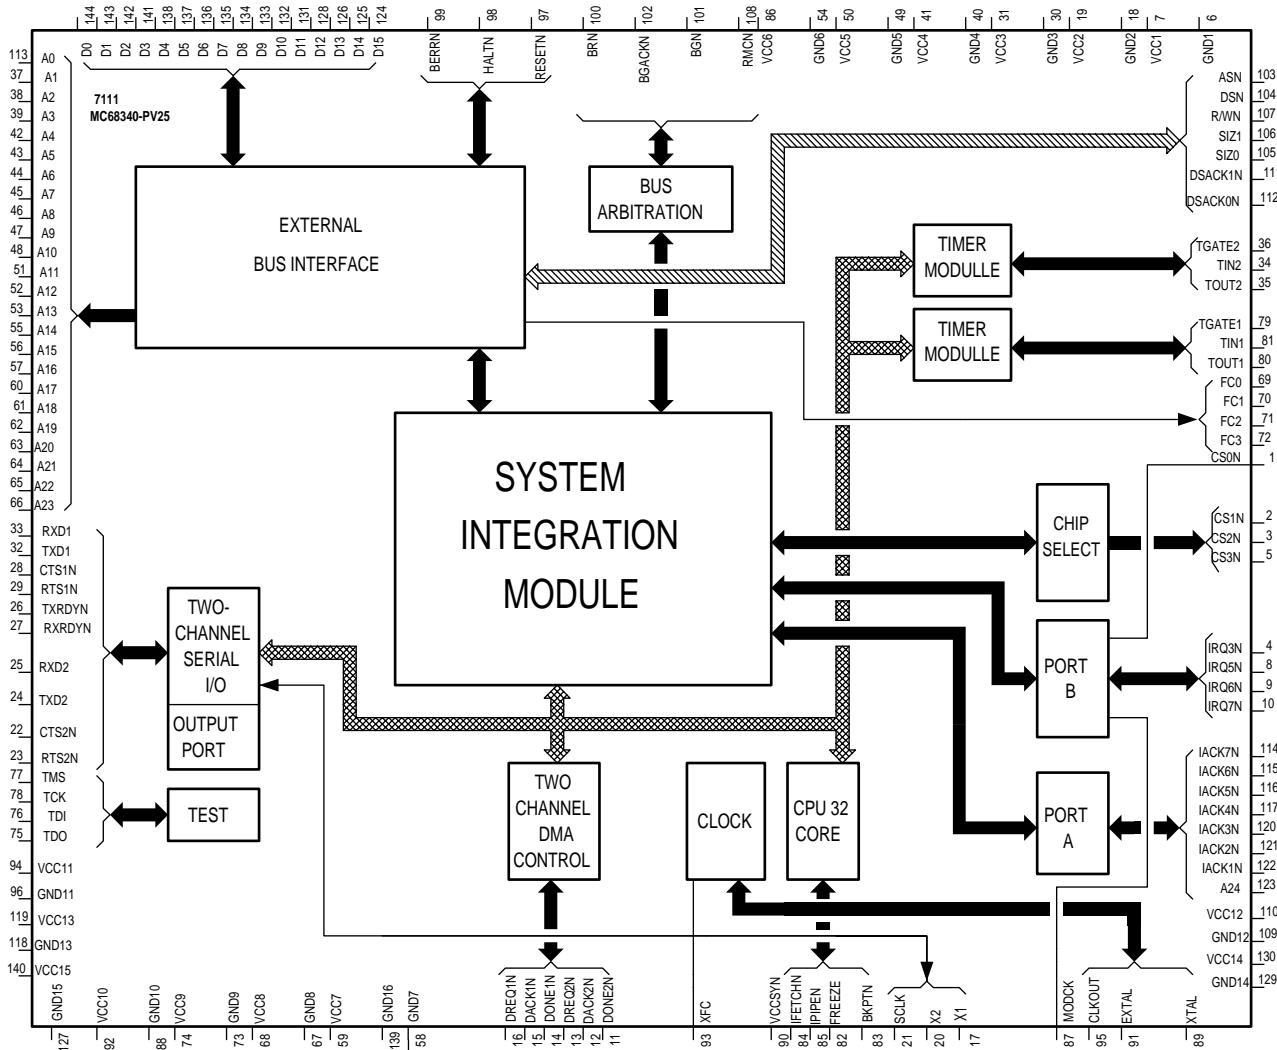 144 143 142 141 138 137 136 135 134 133 132 131 128 126 125 124 99 98 97 100 102 101 108 86 54 50 49 41 40 31 30 19 18 7 6
D0 D1 D2 D3 D4 D5 D6 D7 D8 D9 D10 D11 D12 D13 D14 D15 BERRN HALTN RESETN BRN BGACKN BGN RMCN VCC6 GND6 VCC5 GND5 VCC4 GND4 VCC3 GND3 VCC2 GND2 VCC1 GND1
7111
MC68340-PV25
113 A0
37 A1
38 A2
39 A3
42 A4
43 A5
44 A6
45 A7
46 A8
47 A9
48 A10
51 A11
52 A12
53 A13
55 A14
56 A15
57 A16
60 A17
61 A18
62 A19
63 A20
64 A21
65 A22
66 A23
33 RXD1
32 TXD1
28 CTS1N
29 RTS1N
26 TXRDYN
27 RXRDYN
25 RXD2
24 TXD2
22 CTS2N
23 RTS2N
77 TMS
78 TCK
76 TDI
75 TDO
94 VCC11
96 GND11
119 VCC13
118 GND13
140 VCC15
EXTERNAL
BUS INTERFACE
BUS
ARBITRATION
TIMER
MODULLE
TIMER
MODULLE
SYSTEM
INTEGRATION
MODULE
CHIP
SELECT
PORT
B
PORT
A
TWO-
CHANNEL
SERIAL
I/O
OUTPUT
PORT
TEST
TWO
CHANNEL
DMA
CONTROL
CLOCK
CPU 32
CORE
ASN 103
DSN 104
R/WN 107
SIZ1 106
SIZ0 105
DSACK1N 111
DSACK0N 112
TGATE2 36
TIN2 34
TOUT2 35
TGATE1 79
TIN1 81
TOUT1 80
FC0 69
FC1 70
FC2 71
FC3 72
CS0N 1
CS1N 2
CS2N 3
CS3N 5
IRQ3N 4
IRQ5N 8
IRQ6N 9
IRQ7N 10
IACK7N 114
IACK6N 115
IACK5N 116
IACK4N 117
IACK3N 120
IACK2N 121
IACK1N 122
A24 123
VCC12 110
GND12 109
VCC14 130
GND14 129
GND15 VCC10 GND10 VCC9 GND9 VCC8 GND8 VCC7 GND16 GND7 DREQ1N DACK1N DONE1N DREQ2N DACK2N DONE2N XFC VCCSYN IFETCHN IPIPEN FREEZE BKPTN SCLK X2 X1 MODCK CLKOUT EXTAL XTAL
127 92 88 74 73 68 67 59 139 58 16 15 14 13 12 11 93 90 84 85 82 83 21 20 17 87 95 91 89